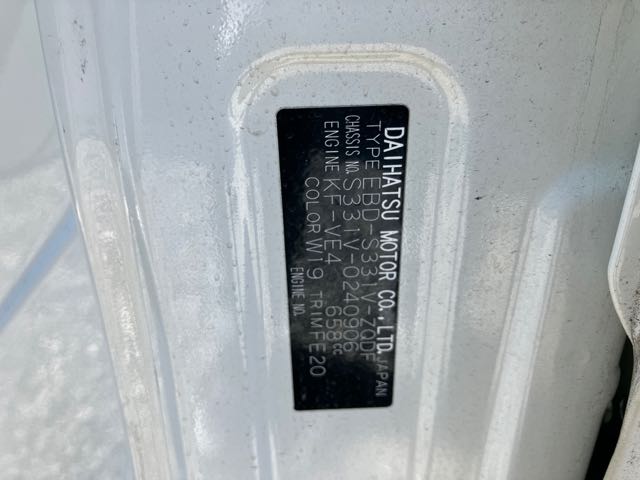 DAIHATSU MOTOR CO.,LTD. JAPAN
TYPE EBD-S331V-ZQDF
CHASSIS NO. S331V-0240906
ENGINE KF-VE4 658cc
COLOR W19 TRIM FE20
ENGINE NO.